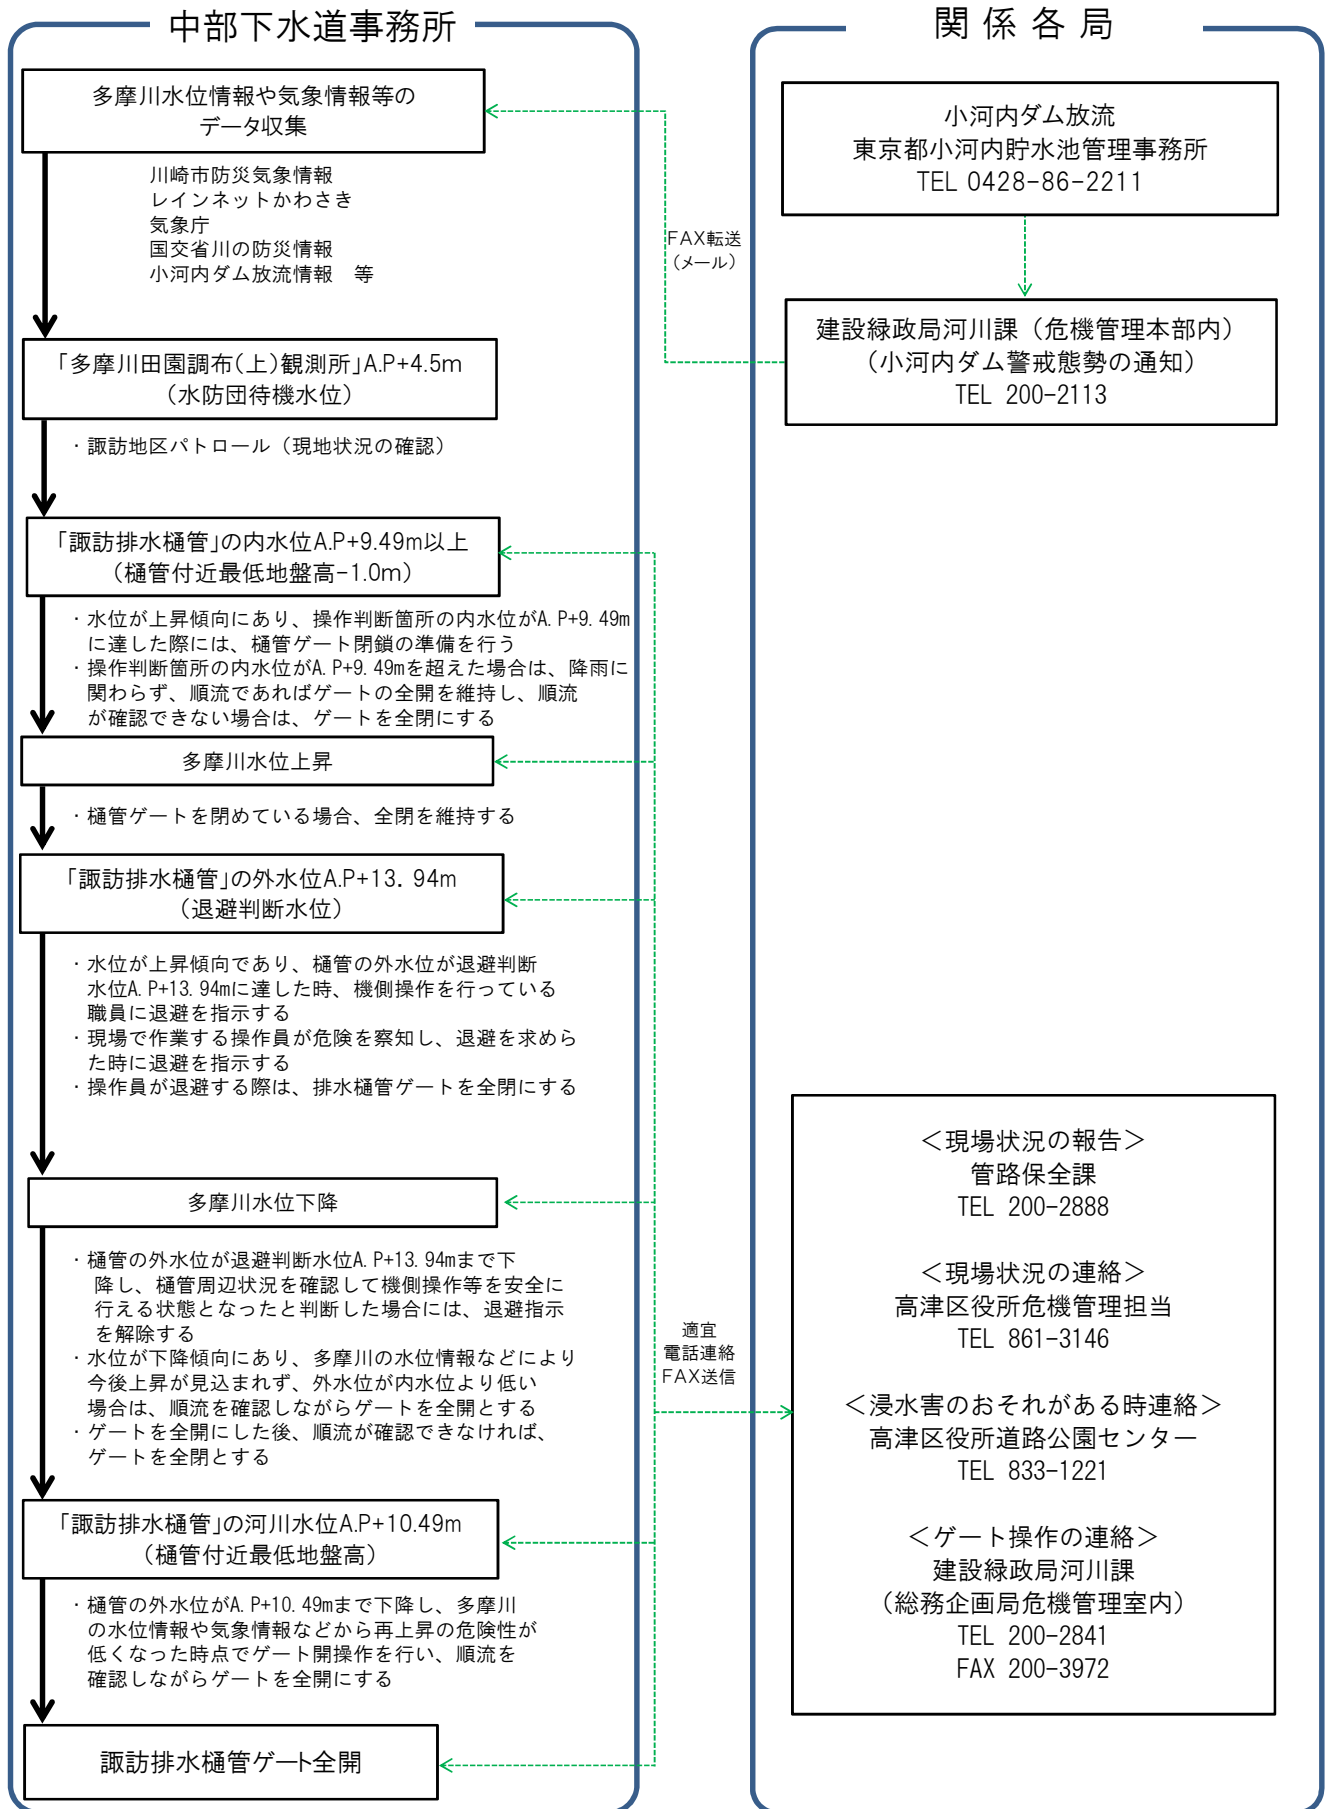 中部下水道事務所
多摩川水位情報や気象情報等の
データ収集
川崎市防災気象情報
レインネットかわさき
気象庁
国交省川の防災情報
小河内ダム放流情報　等
「多摩川田園調布(上)観測所」A.P+4.5m
（水防団待機水位）
・諏訪地区パトロール（現地状況の確認）
「諏訪排水樋管」の内水位A.P+9.49m以上
（樋管付近最低地盤高-1.0m）
・水位が上昇傾向にあり、操作判断箇所の内水位がA.P+9.49m
に達した際には、樋管ゲート閉鎖の準備を行う
・操作判断箇所の内水位がA.P+9.49mを超えた場合は、降雨に
関わらず、順流であればゲートの全開を維持し、順流
が確認できない場合は、ゲートを全閉にする
多摩川水位上昇
・樋管ゲートを閉めている場合、全閉を維持する
「諏訪排水樋管」の外水位A.P+13.94m
（退避判断水位）
・水位が上昇傾向であり、樋管の外水位が退避判断
水位A.P+13.94mに達した時、機側操作を行っている
職員に退避を指示する
・現場で作業する操作員が危険を察知し、退避を求めら
た時に退避を指示する
・操作員が退避する際は、排水樋管ゲートを全閉にする
多摩川水位下降
・樋管の外水位が退避判断水位A.P+13.94mまで下
降し、樋管周辺状況を確認して機側操作等を安全に
行える状態となったと判断した場合には、退避指示
を解除する
・水位が下降傾向にあり、多摩川の水位情報などにより
今後上昇が見込まれず、外水位が内水位より低い
場合は、順流を確認しながらゲートを全開とする
・ゲートを全開にした後、順流が確認できなければ、
ゲートを全閉とする
「諏訪排水樋管」の河川水位A.P+10.49m
（樋管付近最低地盤高）
・樋管の外水位がA.P+10.49mまで下降し、多摩川
の水位情報や気象情報などから再上昇の危険性が
低くなった時点でゲート開操作を行い、順流を
確認しながらゲートを全開にする
諏訪排水樋管ゲート全開
FAX転送
（メール）
適宜
電話連絡
FAX送信
関係各局
小河内ダム放流
東京都小河内貯水池管理事務所
TEL 0428-86-2211
建設緑政局河川課（危機管理本部内）
（小河内ダム警戒態勢の通知）
TEL 200-2113
＜現場状況の報告＞
管路保全課
TEL 200-2888
＜現場状況の連絡＞
高津区役所危機管理担当
TEL 861-3146
＜浸水害のおそれがある時連絡＞
高津区役所道路公園センター
TEL 833-1221
＜ゲート操作の連絡＞
建設緑政局河川課
（総務企画局危機管理室内）
TEL 200-2841
FAX 200-3972